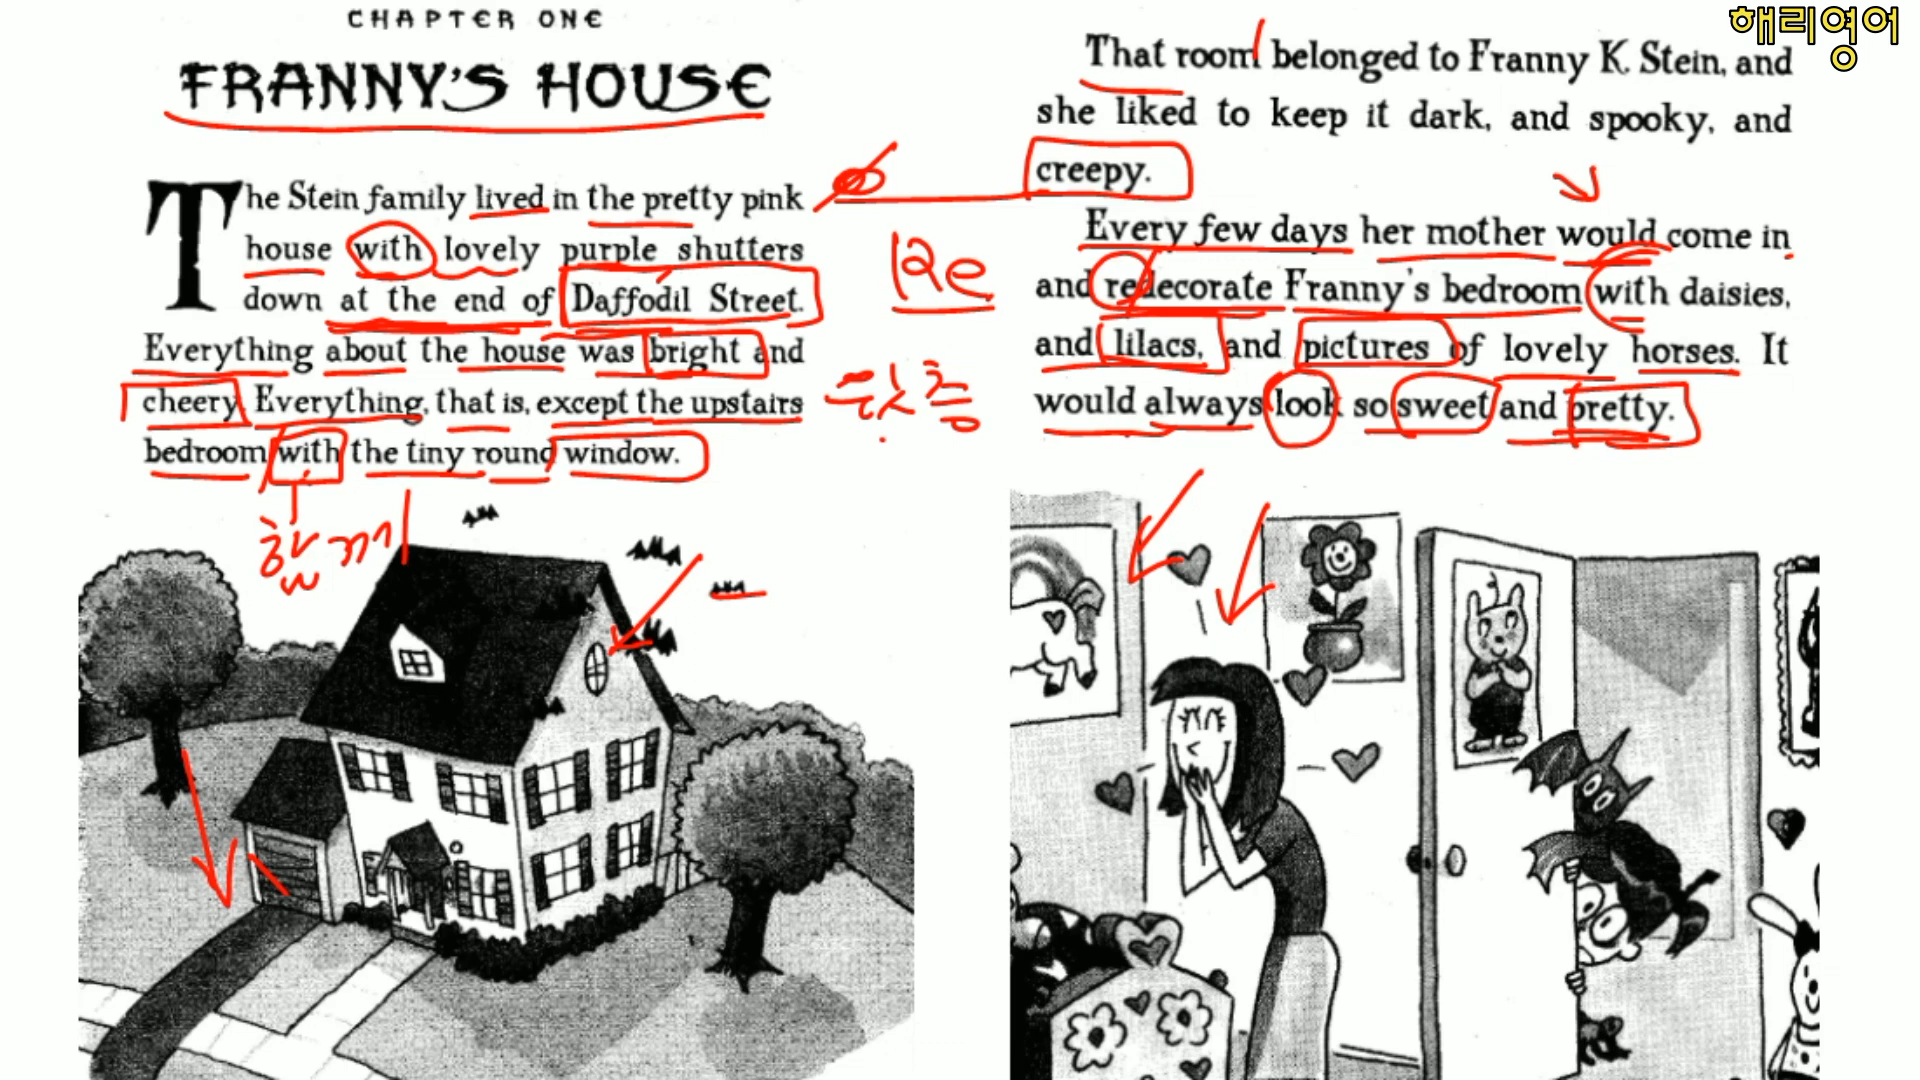 CHAPTER ONE
FRANNY'S HOUSE
The Stein family lived in the pretty pink
house with lovely purple shutters
down at the end of Daffodil Street.
Everything about the house was bright and
cheery. Everything, that is, except the upstairs
bedroom with the tiny round window.
함께
Re
해리영어
That room belonged to Franny K. Stein, and
she liked to keep it dark, and spooky, and
creepy.
Every few days her mother would come in
and redecorate Franny's bedroom with daisies,
and lilacs, and pictures of lovely horses. It
would always look so sweet and pretty.